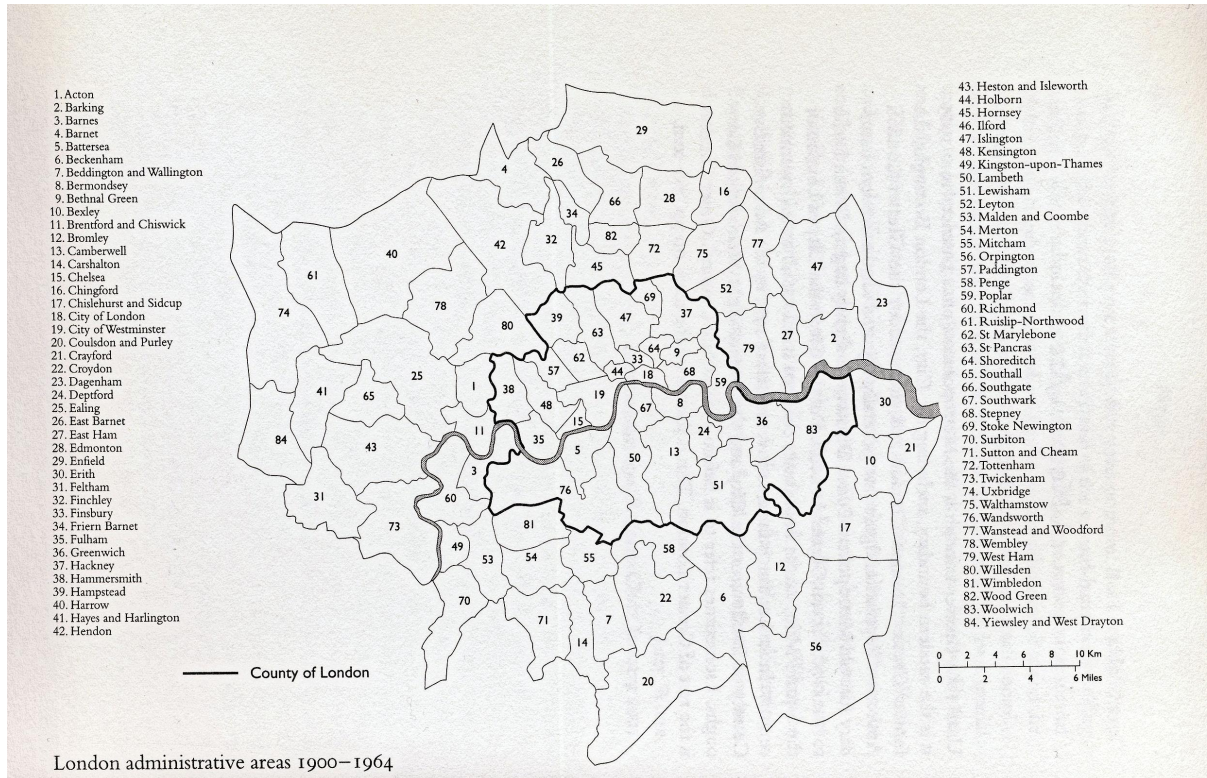 1. Acton
2. Barking
3. Barnes
4. Barnet
5. Battersea
6. Beckenham
7. Beddington and Wallington
8. Bermondsey
9. Bethnal Green
10. Bexley
11. Brentford and Chiswick
12. Bromley
13. Camberwell
14. Carshalton
15. Chelsea
16. Chingford
17. Chislehurst and Sidcup
18. City of London
19. City of Westminster
20. Coulsdon and Purley
21. Crayford
22. Croydon
23. Dagenham
24. Deptford
25. Ealing
26. East Barnet
27. East Ham
28. Edmonton
29. Enfield
30. Erith
31. Feltham
32. Finchley
33. Finsbury
34. Friern Barnet
35. Fulham
36. Greenwich
37. Hackney
38. Hammersmith
39. Hampstead
40. Harrow
41. Hayes and Harlington
42. Hendon
43. Heston and Isleworth
44. Holborn
45. Hornsey
46. Ilford
47. Islington
48. Kensington
49. Kingston-upon-Thames
50. Lambeth
51. Lewisham
52. Leyton
53. Malden and Coombe
54. Merton
55. Mitcham
56. Orpington
57. Paddington
58. Penge
59. Poplar
60. Richmond
61. Ruislip-Northwood
62. St Marylebone
63. St Pancras
64. Shoreditch
65. Southall
66. Southgate
67. Southwark
68. Stepney
69. Stoke Newington
70. Surbiton
71. Sutton and Cheam
72. Tottenham
73. Twickenham
74. Uxbridge
75. Walthamstow
76. Wandsworth
77. Wanstead and Woodford
78. Wembley
79. West Ham
80. Willesden
81. Wimbledon
82. Wood Green
83. Woolwich
84. Yiewsley and West Drayton
29
4
26
16
28
66
34
82
32
42
40
72
75
77
47
45
61
74
78
80
52
23
69
39
47
37
63
79
27
2
64
9
33
62
57
44
18
68
59
25
1
38
41
65
48
19
67
8
30
15
36
83
24
11
35
5
13
50
43
84
10
21
3
51
76
31
60
73
17
81
49
53
54
55
58
12
70
22
6
71
7
14
56
20
County of London
0 2 4 6 8 10 Km
0 2 4 6 Miles
London administrative areas 1900–1964